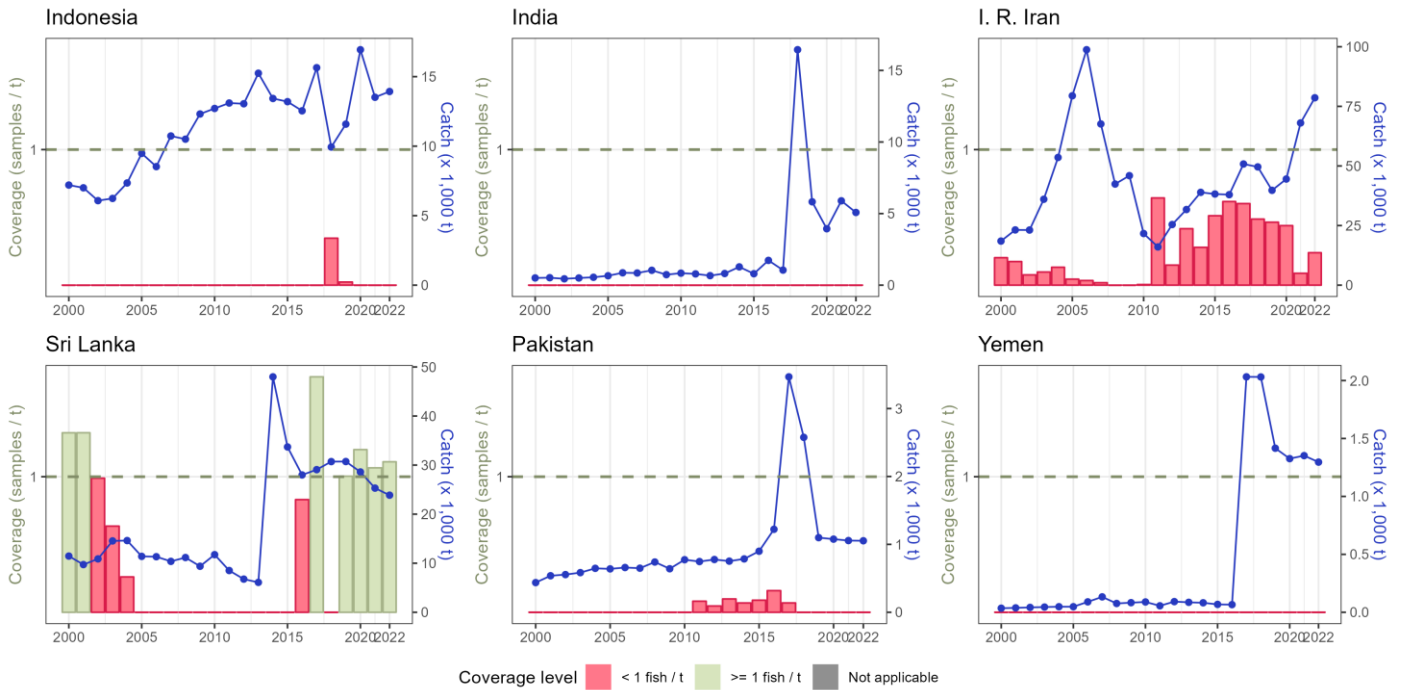 Indonesia
India
I. R. Iran
Coverage (samples / t)
1
15
10
5
0
Catch (x 1,000 t)
2000 2005 2010 2015 2020 2022
Coverage (samples / t)
1
15
10
5
0
Catch (x 1,000 t)
2000 2005 2010 2015 2020 2022
Coverage (samples / t)
1
100
75
50
25
0
Catch (x 1,000 t)
2000 2005 2010 2015 2020 2022
Sri Lanka
Pakistan
Yemen
Coverage (samples / t)
1
50
40
30
20
10
0
Catch (x 1,000 t)
2000 2005 2010 2015 2020 2022
Coverage (samples / t)
1
3
2
1
0
Catch (x 1,000 t)
2000 2005 2010 2015 2020 2022
Coverage (samples / t)
1
2.0
1.5
1.0
0.5
0.0
Catch (x 1,000 t)
2000 2005 2010 2015 2020 2022
Coverage level < 1 fish / t >= 1 fish / t Not applicable